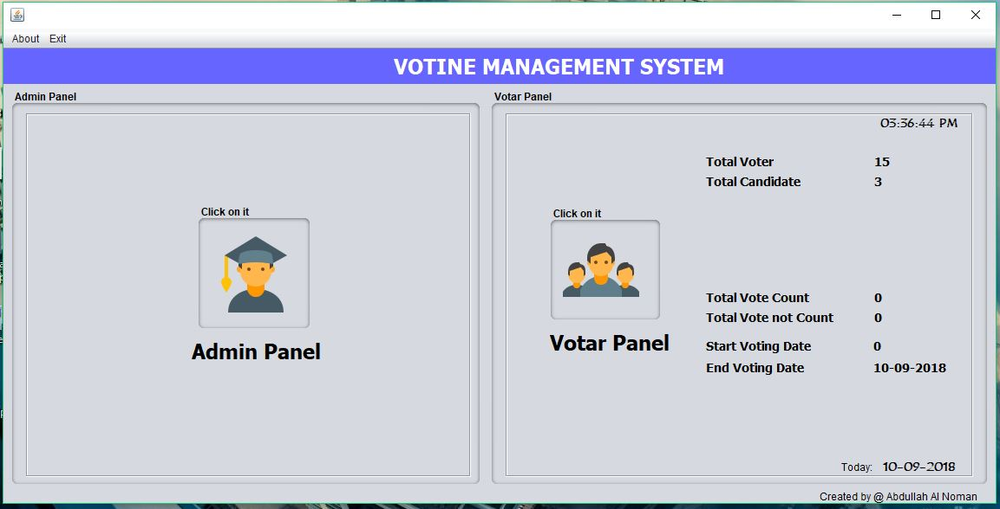 About Exit
VOTINE MANAGEMENT SYSTEM
Admin Panel
Click on it
Admin Panel
Votar Panel
03:36:44 PM
Total Voter 15
Total Candidate 3
Click on it
Votar Panel
Total Vote Count 0
Total Vote not Count 0
Start Voting Date 0
End Voting Date 10-09-2018
Today: 10-09-2018
Created by @ Abdullah Al Noman